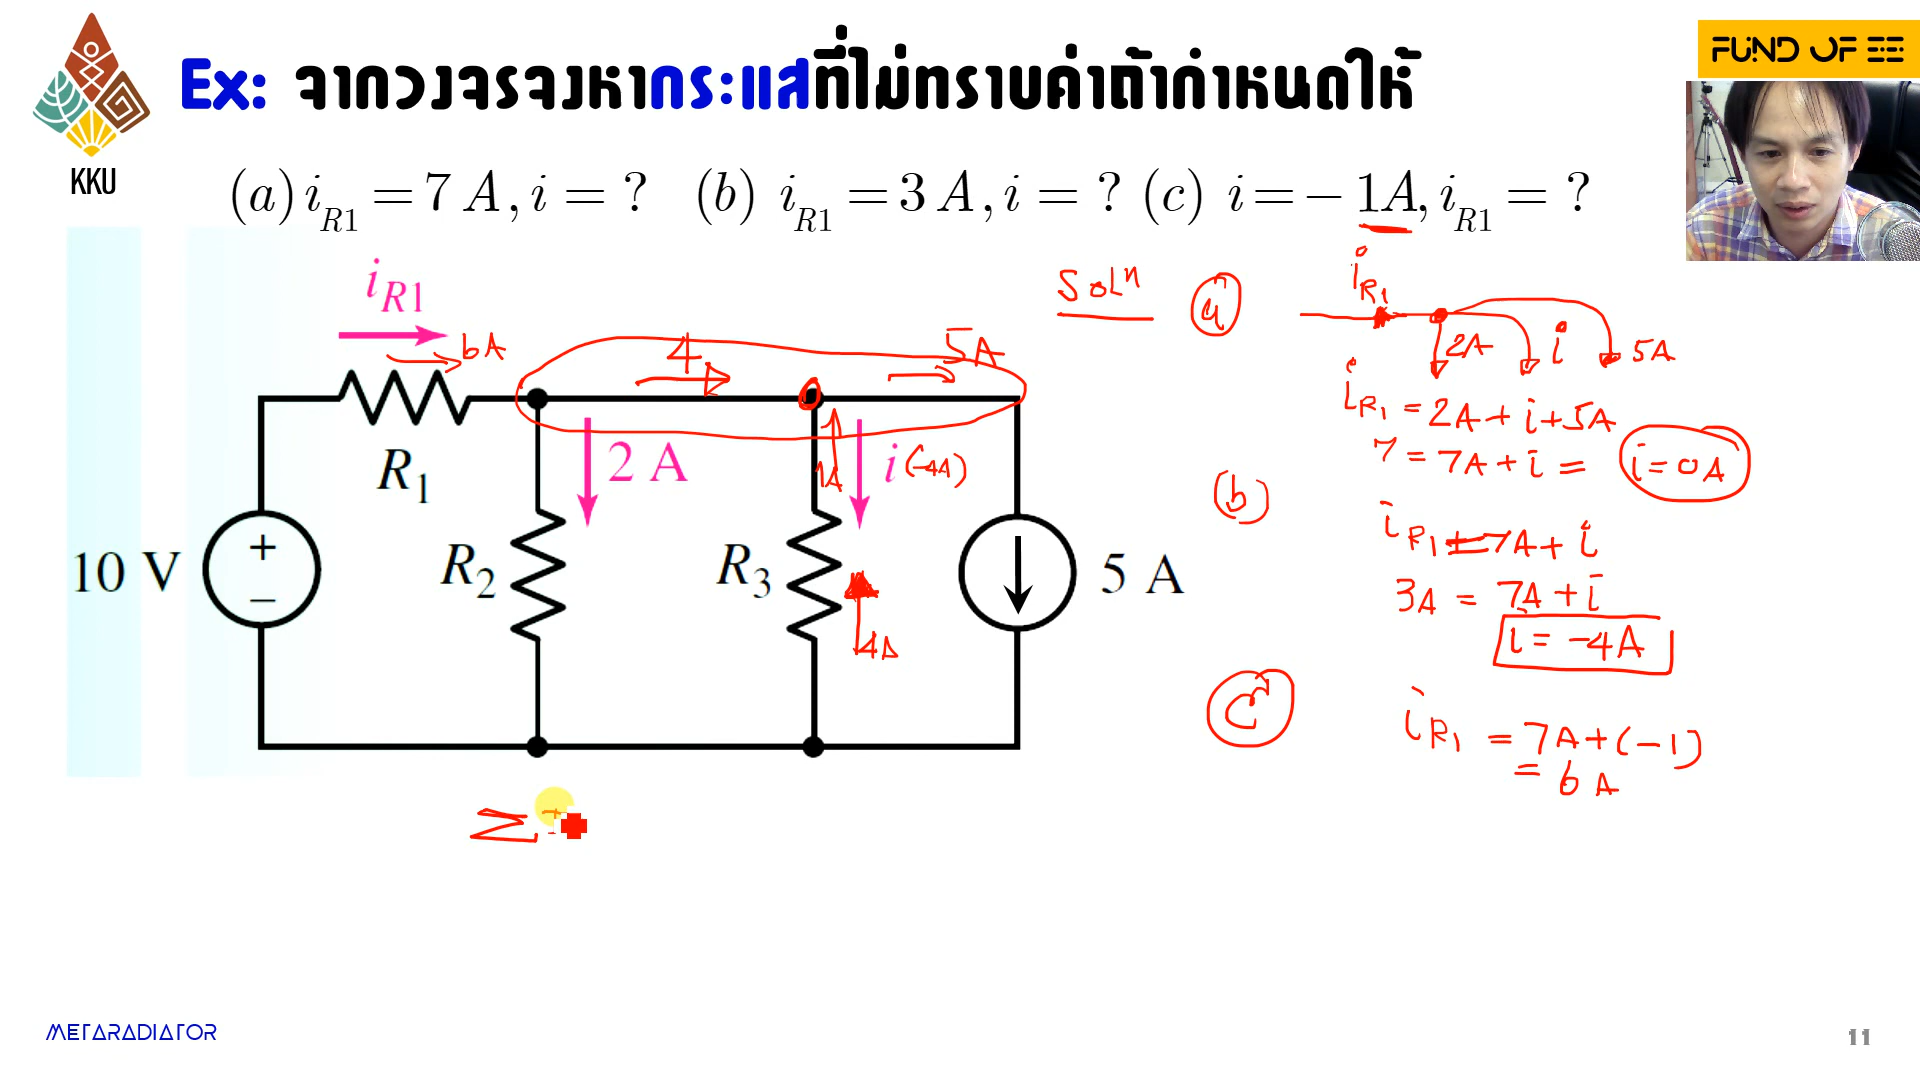 FUND OF EE
Ex: จากวงจรจงหากระแสที่ไม่ทราบค่าถ้ากำหนดให้
KKU
(a) i_R1 = 7 A, i = ? (b) i_R1 = 3 A, i = ? (c) i = − 1A, i_R1 = ?
i_R1
6A
4
5A
Solⁿ
a
i_R1
2A
i
5A
i_R1 = 2A + i + 5A
7 = 7A + i =
i = 0A
R1
2 A
1A
i (-4A)
(b)
i_R1 = 7A + i
3A = 7A + i
i = -4A
10 V
+
−
R2
R3
5 A
4A
C
i_R1 = 7A + (-1)
= 6A
Σ
METARADIATOR
11